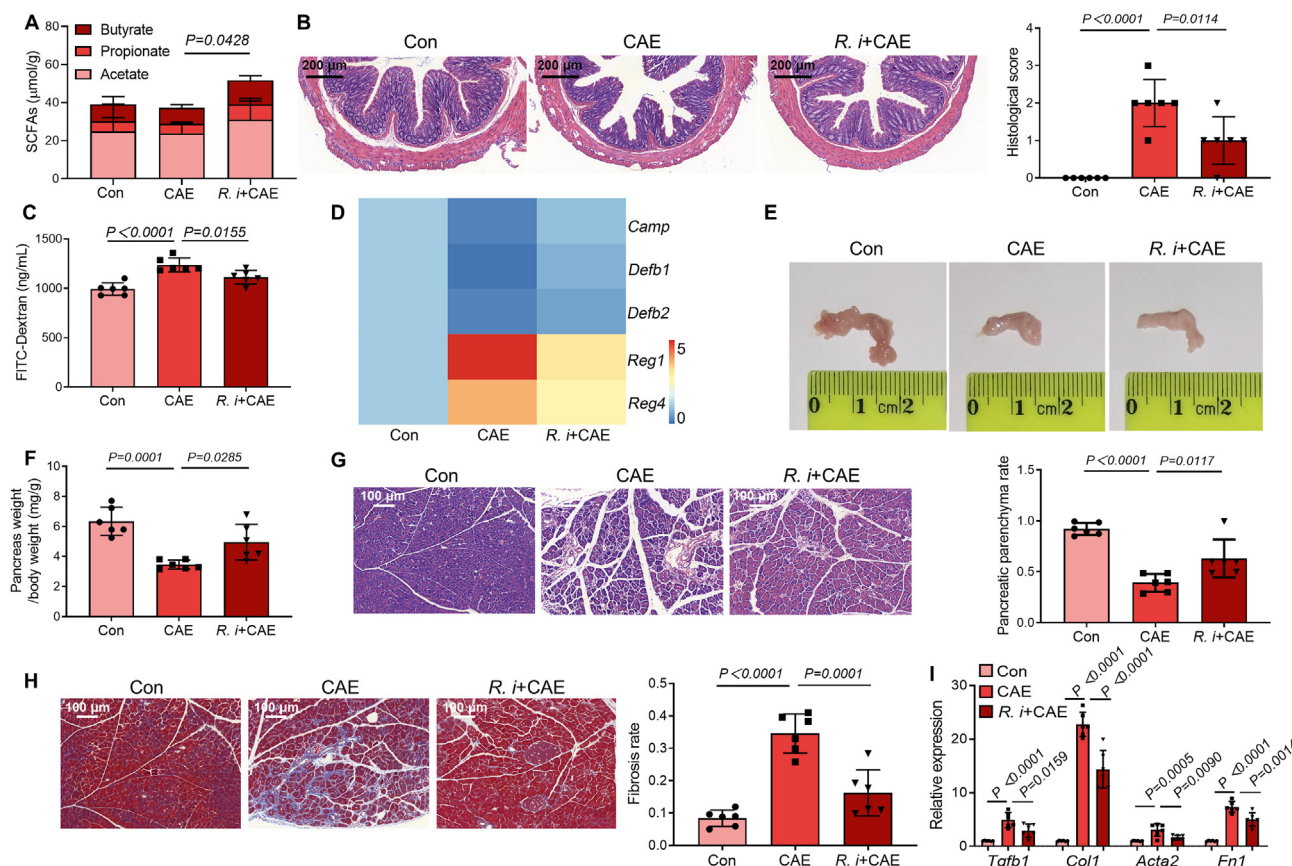 A
Butyrate
Propionate
Acetate
P=0.0428
SCFAs (μmol/g)
80
60
40
20
0
Con
CAE
R. i+CAE
B
Con
CAE
R. i+CAE
200 μm
200 μm
200 μm
P<0.0001
P=0.0114
Histological score
4
3
2
1
0
Con
CAE
R. i+CAE
C
P<0.0001
P=0.0155
FITC-Dextran (ng/mL)
1500
1000
500
0
Con
CAE
R. i+CAE
D
Camp
Defb1
Defb2
Reg1
Reg4
5
0
Con
CAE
R. i+CAE
E
Con
CAE
R. i+CAE
0 1 cm 2
0 1 cm 2
0 1 cm 2
F
P=0.0001
P=0.0285
Pancreas weight
/body weight (mg/g)
10
8
6
4
2
0
Con
CAE
R. i+CAE
G
Con
CAE
R. i+CAE
100 μm
100 μm
100 μm
P<0.0001
P=0.0117
Pancreatic parenchyma rate
1.5
1.0
0.5
0.0
Con
CAE
R. i+CAE
H
Con
CAE
R. i+CAE
100 μm
100 μm
100 μm
P<0.0001
P=0.0001
Fibrosis rate
0.5
0.4
0.3
0.2
0.1
0.0
Con
CAE
R. i+CAE
I
Con
CAE
R. i+CAE
Relative expression
30
20
10
0
P <0.0001
P=0.0159
P <0.0001
P <0.0001
P=0.0005
P=0.0090
P <0.0001
P=0.0014
Tgfb1
Col1
Acta2
Fn1